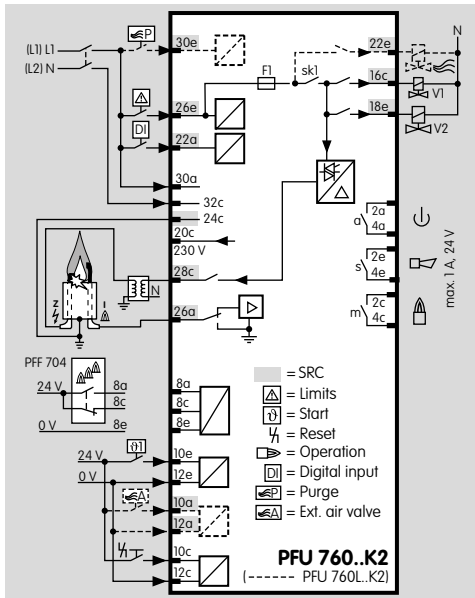 P
30e
22e
N
(L1) L1
(L2) N
F1
sk1
16c
V1
26e
DI
22a
18e
V2
30a
32c
24c
20c
230 V
a
2a
4a
28c
N
s
2e
4e
max. 1 A, 24 V
26a
m
2c
4c
Z
I
PFF 704
24 V
8a
8c
0 V
8e
8a
8c
8e
= SRC
= Limits
ϑ = Start
= Reset
= Operation
DI = Digital input
P = Purge
A = Ext. air valve
ϑ1
24 V
10e
0 V
12e
A
10a
12a
10c
12c
PFU 760..K2
(------ PFU 760L..K2)